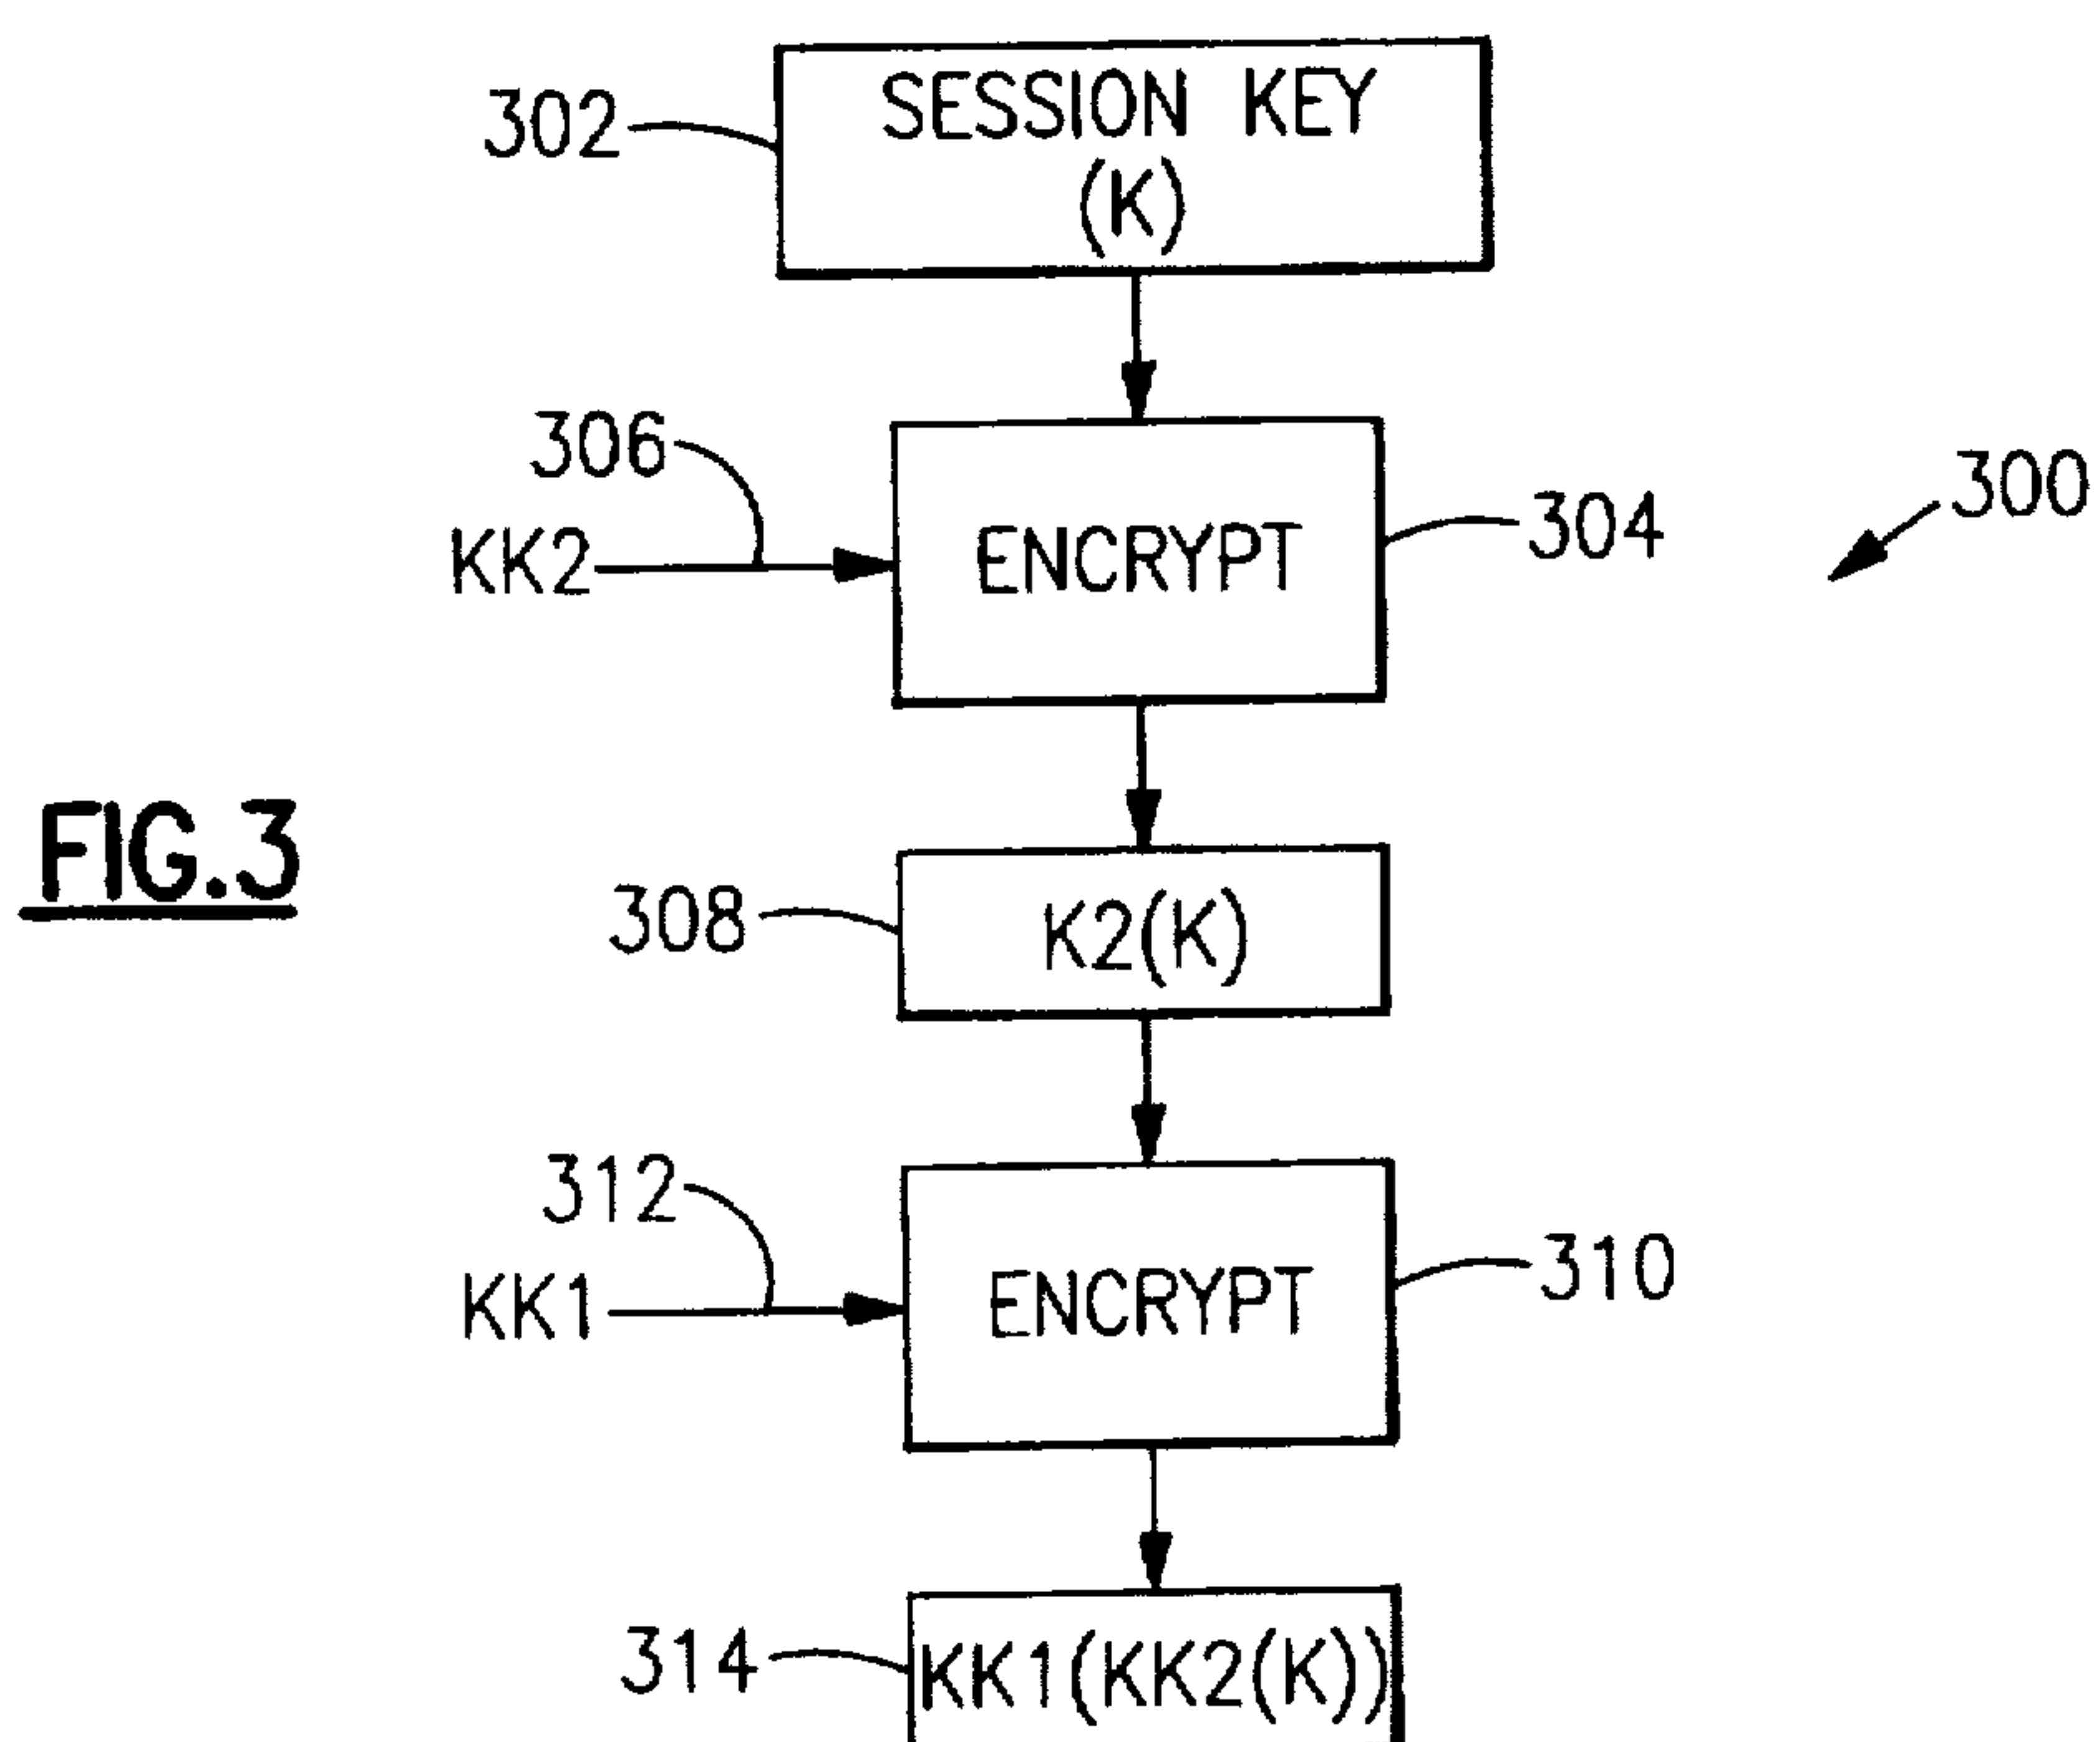 302
SESSION KEY
(K)
306
KK2
ENCRYPT
304
300
FIG.3
308
K2(K)
312
KK1
ENCRYPT
310
314
KK1(KK2(K))